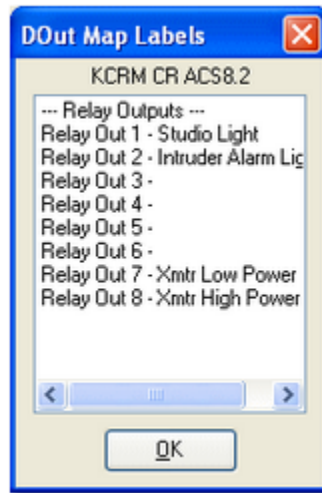 DOut Map Labels
KCRM CR ACS8.2
--- Relay Outputs ---
Relay Out 1 - Studio Light
Relay Out 2 - Intruder Alarm Lig
Relay Out 3 -
Relay Out 4 -
Relay Out 5 -
Relay Out 6 -
Relay Out 7 - Xmtr Low Power
Relay Out 8 - Xmtr High Power
OK